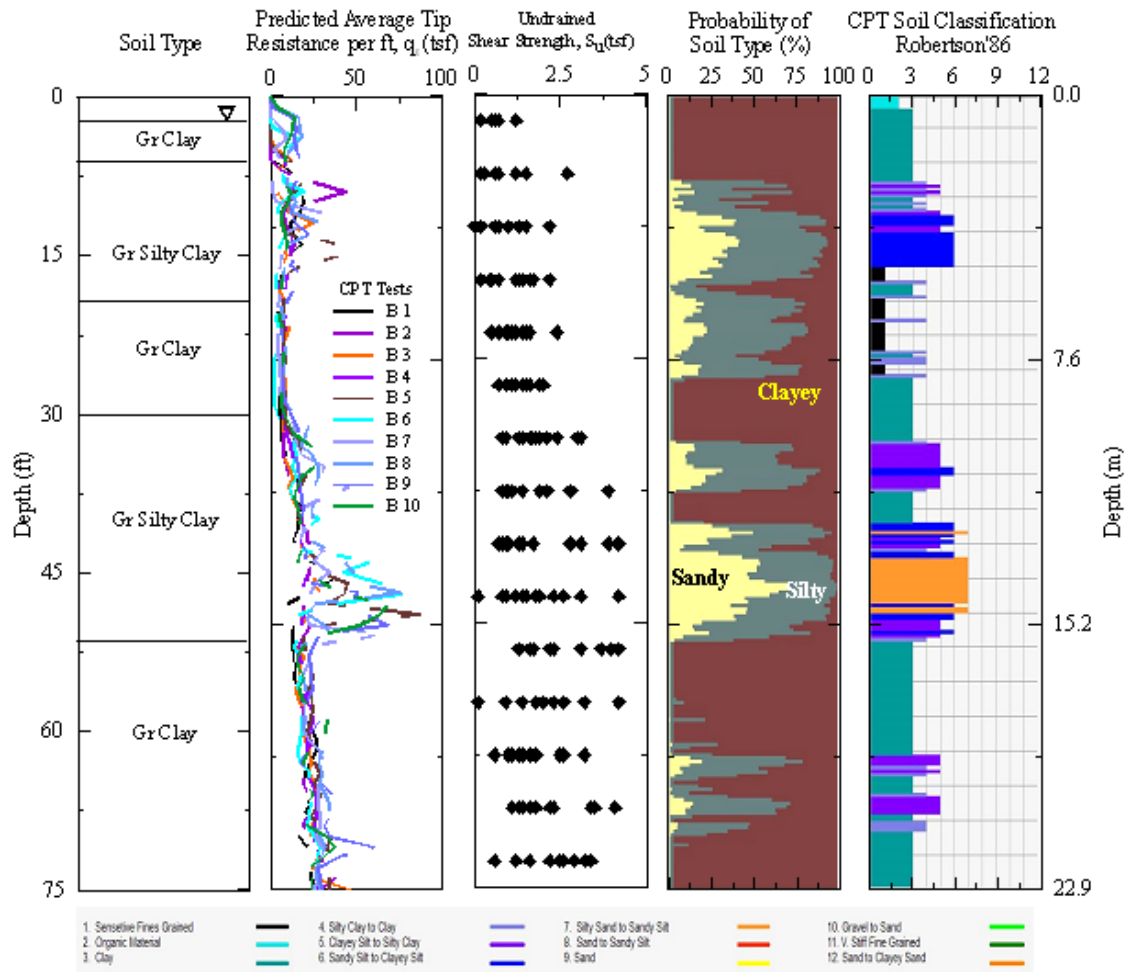 Soil Type
Predicted Average Tip
Resistance per ft, q (tsf)
Undrained
Shear Strength, Su(tsf)
Probability of
Soil Type (%)
CPT Soil Classification
Robertson'86
0 50 100
0 2.5 5
0 25 50 75 100
0 3 6 9 12
0
15
30
45
60
75
Depth (ft)
Gr Clay
Gr Silty Clay
Gr Clay
Gr Silty Clay
Gr Clay
CPT Tests
B 1
B 2
B 3
B 4
B 5
B 6
B 7
B 8
B 9
B 10
Clayey
Sandy
Silty
0.0
7.6
15.2
22.9
Depth (m)
1. Sensetive Fines Grained
2. Organic Material
3. Clay
4. Silty Clay to Clay
5. Clayey Silt to Silty Clay
6. Sandy Silt to Clayey Silt
7. Silty Sand to Sandy Silt
8. Sand to Sandy Silt
9. Sand
10. Gravel to Sand
11. V. Stiff Fine Grained
12. Sand to Clayey Sand